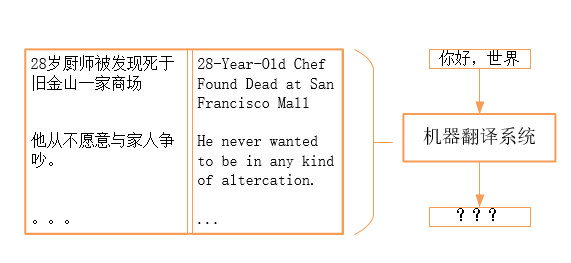 28岁厨师被发现死于
旧金山一家商场
他从不愿意与家人争
吵。
。。。
28-Year-Old Chef
Found Dead at San
Francisco Mall
He never wanted
to be in any kind
of altercation.
...
你好，世界
机器翻译系统
？？？